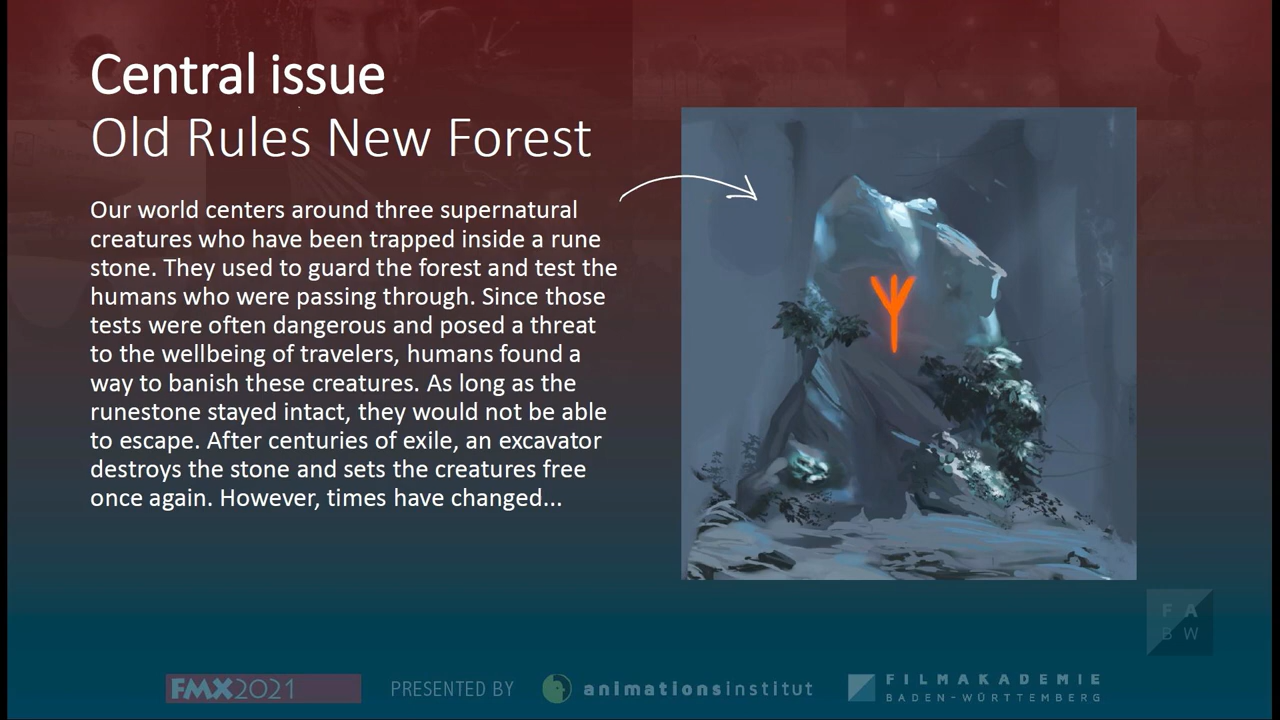 Central issue
Old Rules New Forest
Our world centers around three supernatural
creatures who have been trapped inside a rune
stone. They used to guard the forest and test the
humans who were passing through. Since those
tests were often dangerous and posed a threat
to the wellbeing of travelers, humans found a
way to banish these creatures. As long as the
runestone stayed intact, they would not be able
to escape. After centuries of exile, an excavator
destroys the stone and sets the creatures free
once again. However, times have changed...
ᛉ
F A
B W
FMX2021
PRESENTED BY
animationsinstitut
FILMAKADEMIE
BADEN-WÜRTTEMBERG